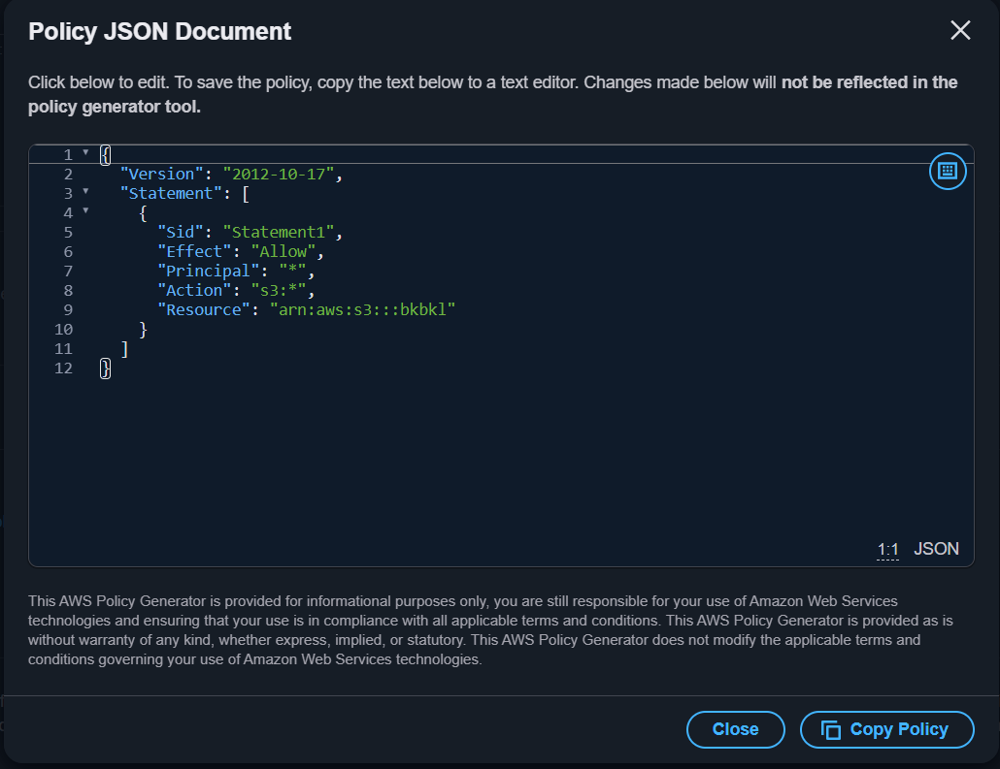 Policy JSON Document
Click below to edit. To save the policy, copy the text below to a text editor. Changes made below will not be reflected in the
policy generator tool.
1 {
2 "Version": "2012-10-17",
3 "Statement": [
4 {
5 "Sid": "Statement1",
6 "Effect": "Allow",
7 "Principal": "*",
8 "Action": "s3:*",
9 "Resource": "arn:aws:s3:::bkbkl"
10 }
11 ]
12 }
1:1 JSON
This AWS Policy Generator is provided for informational purposes only, you are still responsible for your use of Amazon Web Services
technologies and ensuring that your use is in compliance with all applicable terms and conditions. This AWS Policy Generator is provided as is
without warranty of any kind, whether express, implied, or statutory. This AWS Policy Generator does not modify the applicable terms and
conditions governing your use of Amazon Web Services technologies.
Close Copy Policy